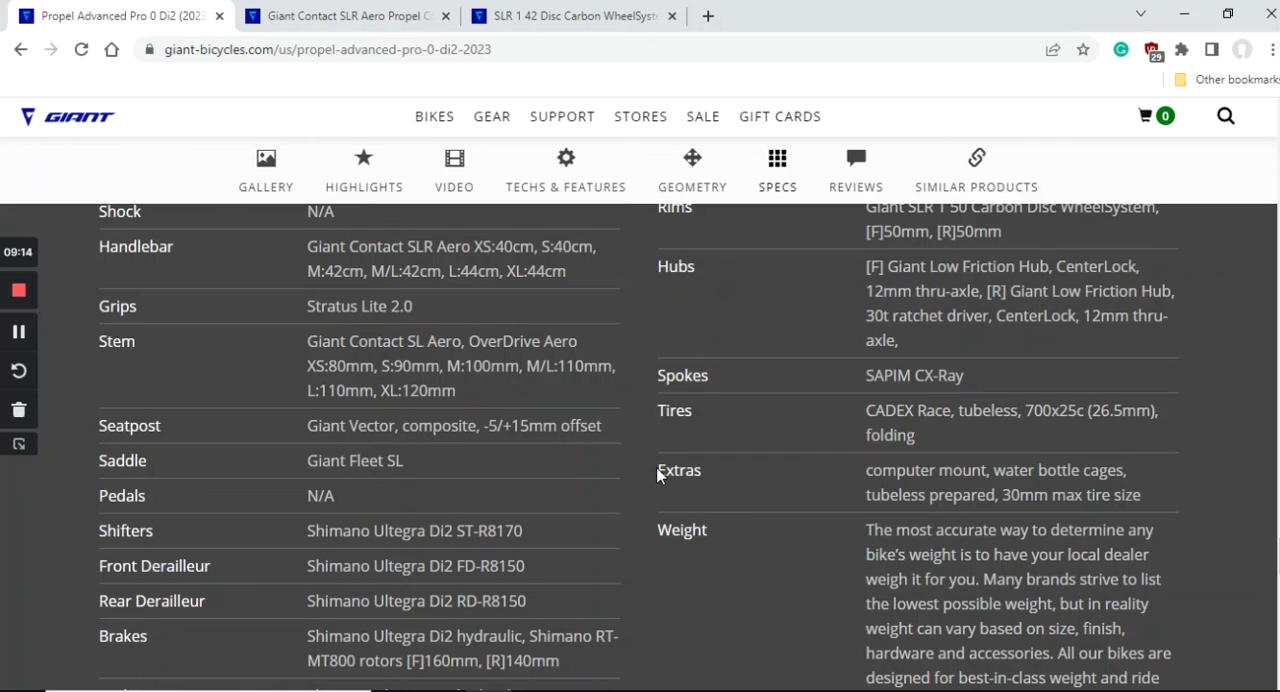 Propel Advanced Pro 0 Di2 (2023
Giant Contact SLR Aero Propel C
SLR 1 42 Disc Carbon WheelSyste
giant-bicycles.com/us/propel-advanced-pro-0-di2-2023
29
Other bookmarks
GIANT
BIKES GEAR SUPPORT STORES SALE GIFT CARDS
0
GALLERY HIGHLIGHTS VIDEO TECHS & FEATURES GEOMETRY SPECS REVIEWS SIMILAR PRODUCTS
09:14
Shock N/A
Handlebar Giant Contact SLR Aero XS:40cm, S:40cm,
M:42cm, M/L:42cm, L:44cm, XL:44cm
Grips Stratus Lite 2.0
Stem Giant Contact SL Aero, OverDrive Aero
XS:80mm, S:90mm, M:100mm, M/L:110mm,
L:110mm, XL:120mm
Seatpost Giant Vector, composite, -5/+15mm offset
Saddle Giant Fleet SL
Pedals N/A
Shifters Shimano Ultegra Di2 ST-R8170
Front Derailleur Shimano Ultegra Di2 FD-R8150
Rear Derailleur Shimano Ultegra Di2 RD-R8150
Brakes Shimano Ultegra Di2 hydraulic, Shimano RT-
MT800 rotors [F]160mm, [R]140mm
Rims Giant SLR 1 50 Carbon Disc WheelSystem,
[F]50mm, [R]50mm
Hubs [F] Giant Low Friction Hub, CenterLock,
12mm thru-axle, [R] Giant Low Friction Hub,
30t ratchet driver, CenterLock, 12mm thru-
axle,
Spokes SAPIM CX-Ray
Tires CADEX Race, tubeless, 700x25c (26.5mm),
folding
Extras computer mount, water bottle cages,
tubeless prepared, 30mm max tire size
Weight The most accurate way to determine any
bike's weight is to have your local dealer
weigh it for you. Many brands strive to list
the lowest possible weight, but in reality
weight can vary based on size, finish,
hardware and accessories. All our bikes are
designed for best-in-class weight and ride